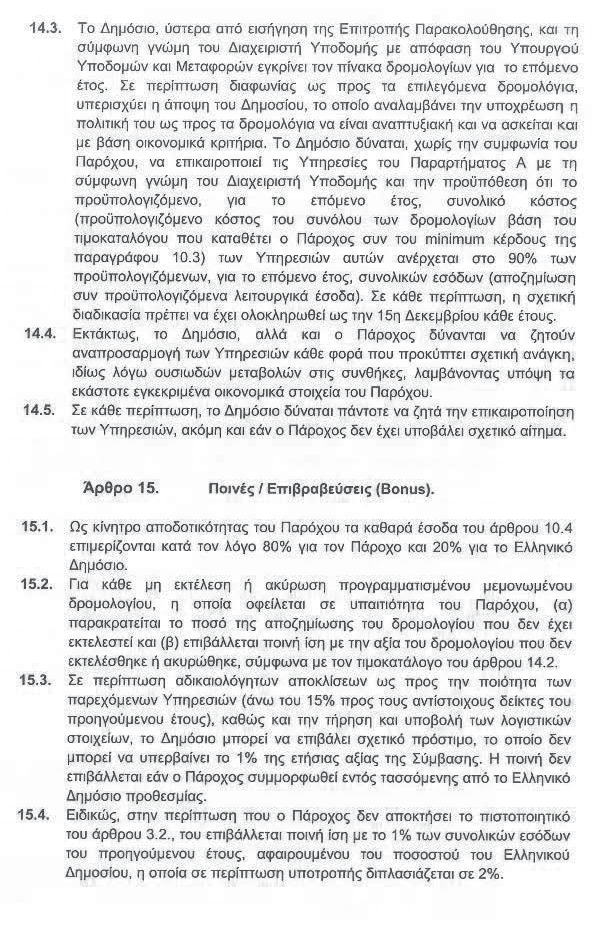 14.3. Το Δημόσιο, ύστερα από εισήγηση της Επιτροπής Παρακολούθησης, και τη
σύμφωνη γνώμη του Διαχειριστή Υποδομής με απόφαση του Υπουργού
Υποδομών και Μεταφορών εγκρίνει τον πίνακα δρομολογίων για το επόμενο
έτος. Σε περίπτωση διαφωνίας ως προς τα επιλεγόμενα δρομολόγια,
υπερισχύει η άποψη του Δημοσίου, το οποίο αναλαμβάνει την υποχρέωση η
πολιτική του ως προς τα δρομολόγια να είναι αναπτυξιακή και να ασκείται και
με βάση οικονομικά κριτήρια. Το Δημόσιο δύναται, χωρίς την συμφωνία του
Παρόχου, να επικαιροποιεί τις Υπηρεσίες του Παραρτήματος Α με τη
σύμφωνη γνώμη του Διαχειριστή Υποδομής και την προϋπόθεση ότι το
προϋπολογιζόμενο, για το επόμενο έτος, συνολικό κόστος
(προϋπολογιζόμενο κόστος του συνόλου των δρομολογίων βάση του
τιμοκαταλόγου που καταθέτει ο Πάροχος συν του minimum κέρδους της
παραγράφου 10.3) των Υπηρεσιών αυτών ανέρχεται στο 90% των
προϋπολογιζόμενων, για το επόμενο έτος, συνολικών εσόδων (αποζημίωση
συν προϋπολογιζόμενα λειτουργικά έσοδα). Σε κάθε περίπτωση, η σχετική
διαδικασία πρέπει να έχει ολοκληρωθεί ως την 15η Δεκεμβρίου κάθε έτους.
14.4. Εκτάκτως, το Δημόσιο, αλλά και ο Πάροχος δύνανται να ζητούν
αναπροσαρμογή των Υπηρεσιών κάθε φορά που προκύπτει σχετική ανάγκη,
ιδίως λόγω ουσιωδών μεταβολών στις συνθήκες, λαμβάνοντας υπόψη τα
εκάστοτε εγκεκριμένα οικονομικά στοιχεία του Παρόχου.
14.5. Σε κάθε περίπτωση, το Δημόσιο δύναται πάντοτε να ζητά την επικαιροποίηση
των Υπηρεσιών, ακόμη και εάν ο Πάροχος δεν έχει υποβάλει σχετικό αίτημα.
Άρθρο 15. Ποινές / Επιβραβεύσεις (Bonus).
15.1. Ως κίνητρο αποδοτικότητας του Παρόχου τα καθαρά έσοδα του άρθρου 10.4
επιμερίζονται κατά τον λόγο 80% για τον Πάροχο και 20% για το Ελληνικό
Δημόσιο.
15.2. Για κάθε μη εκτέλεση ή ακύρωση προγραμματισμένου μεμονωμένου
δρομολογίου, η οποία οφείλεται σε υπαιτιότητα του Παρόχου, (α)
παρακρατείται το ποσό της αποζημίωσης του δρομολογίου που δεν έχει
εκτελεστεί και (β) επιβάλλεται ποινή ίση με την αξία του δρομολογίου που δεν
εκτελέσθηκε ή ακυρώθηκε, σύμφωνα με τον τιμοκατάλογο του άρθρου 14.2.
15.3. Σε περίπτωση αδικαιολόγητων αποκλίσεων ως προς την ποιότητα των
παρεχόμενων Υπηρεσιών (άνω του 15% προς τους αντίστοιχους δείκτες του
προηγούμενου έτους), καθώς και την τήρηση και υποβολή των λογιστικών
στοιχείων, το Δημόσιο μπορεί να επιβάλει σχετικό πρόστιμο, το οποίο δεν
μπορεί να υπερβαίνει το 1% της ετήσιας αξίας της Σύμβασης. Η ποινή δεν
επιβάλλεται εάν ο Πάροχος συμμορφωθεί εντός τασσόμενης από το Ελληνικό
Δημόσιο προθεσμίας.
15.4. Ειδικώς, στην περίπτωση που ο Πάροχος δεν αποκτήσει το πιστοποιητικό
του άρθρου 3.2., του επιβάλλεται ποινή ίση με το 1% των συνολικών εσόδων
του προηγούμενου έτους, αφαιρουμένου του ποσοστού του Ελληνικού
Δημοσίου, η οποία σε περίπτωση υποτροπής διπλασιάζεται σε 2%.